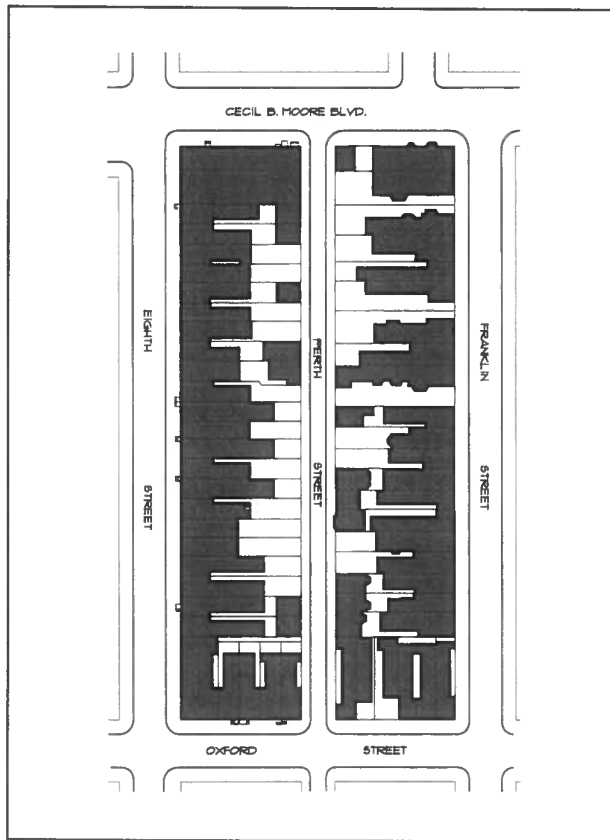 CECIL B. MOORE BLVD.
EIGHTH STREET
PERTH STREET
FRANKLIN STREET
OXFORD STREET